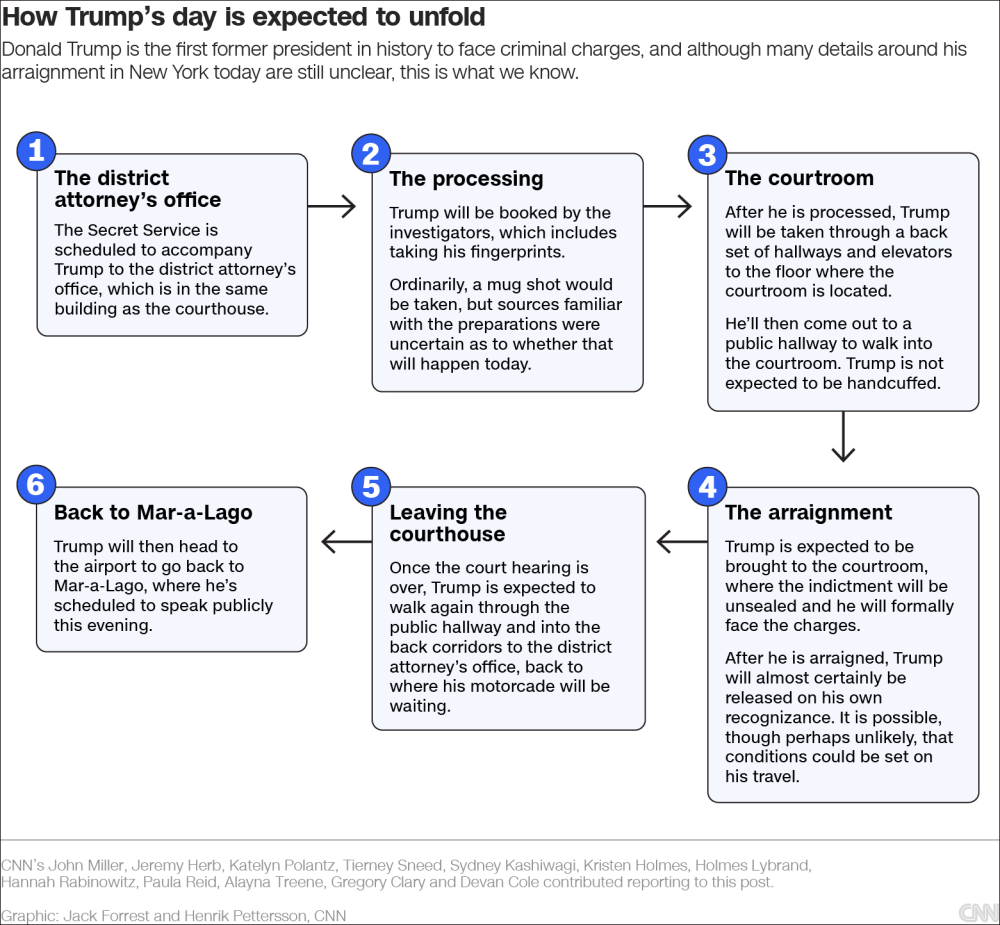 How Trump's day is expected to unfold
Donald Trump is the first former president in history to face criminal charges, and although many details around his
arraignment in New York today are still unclear, this is what we know.
1
The district
attorney's office
The Secret Service is
scheduled to accompany
Trump to the district attorney's
office, which is in the same
building as the courthouse.
2
The processing
Trump will be booked by the
investigators, which includes
taking his fingerprints.
Ordinarily, a mug shot would
be taken, but sources familiar
with the preparations were
uncertain as to whether that
will happen today.
3
The courtroom
After he is processed, Trump
will be taken through a back
set of hallways and elevators
to the floor where the
courtroom is located.
He'll then come out to a
public hallway to walk into
the courtroom. Trump is not
expected to be handcuffed.
4
The arraignment
Trump is expected to be
brought to the courtroom,
where the indictment will be
unsealed and he will formally
face the charges.
After he is arraigned, Trump
will almost certainly be
released on his own
recognizance. It is possible,
though perhaps unlikely, that
conditions could be set on
his travel.
5
Leaving the
courthouse
Once the court hearing is
over, Trump is expected to
walk again through the
public hallway and into the
back corridors to the district
attorney's office, back to
where his motorcade will be
waiting.
6
Back to Mar-a-Lago
Trump will then head to
the airport to go back to
Mar-a-Lago, where he's
scheduled to speak publicly
this evening.
CNN's John Miller, Jeremy Herb, Katelyn Polantz, Tierney Sneed, Sydney Kashiwagi, Kristen Holmes, Holmes Lybrand,
Hannah Rabinowitz, Paula Reid, Alayna Treene, Gregory Clary and Devan Cole contributed reporting to this post.
Graphic: Jack Forrest and Henrik Pettersson, CNN
CNN